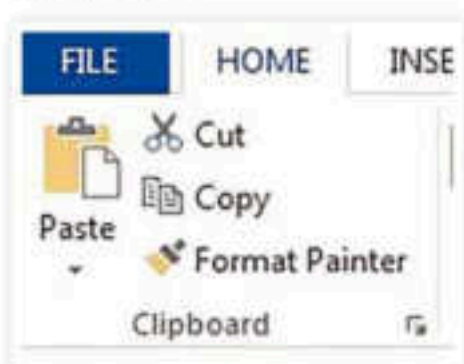 FILE HOME INSE
Cut
Copy
Paste
Format Painter
Clipboard